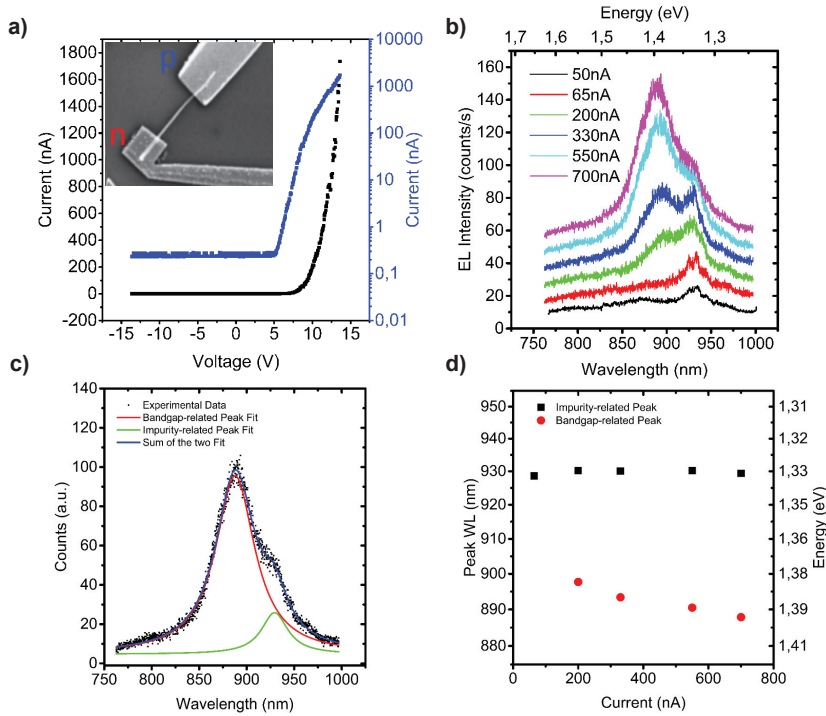 a)
1800
1600
1400
1200
1000
800
600
400
200
0
-200
Current (nA)
p
n
10000
1000
100
10
1
0,1
0,01
Current (nA)
-15 -10 -5 0 5 10 15
Voltage (V)
b)
Energy (eV)
1,7 1,6 1,5 1,4 1,3
160
140
120
100
80
60
40
20
0
EL Intensity (counts/s)
50nA
65nA
200nA
330nA
550nA
700nA
750 800 850 900 950 1000
Wavelength (nm)
c)
140
120
100
80
60
40
20
0
Counts (a.u.)
Experimental Data
Bandgap-related Peak Fit
Impurity-related Peak Fit
Sum of the two Fit
750 800 850 900 950 1000
Wavelength (nm)
d)
950
940
930
920
910
900
890
880
Peak WL (nm)
Impurity-related Peak
Bandgap-related Peak
1,31
1,32
1,33
1,35
1,36
1,38
1,39
1,41
Energy (eV)
0 200 400 600 800
Current (nA)